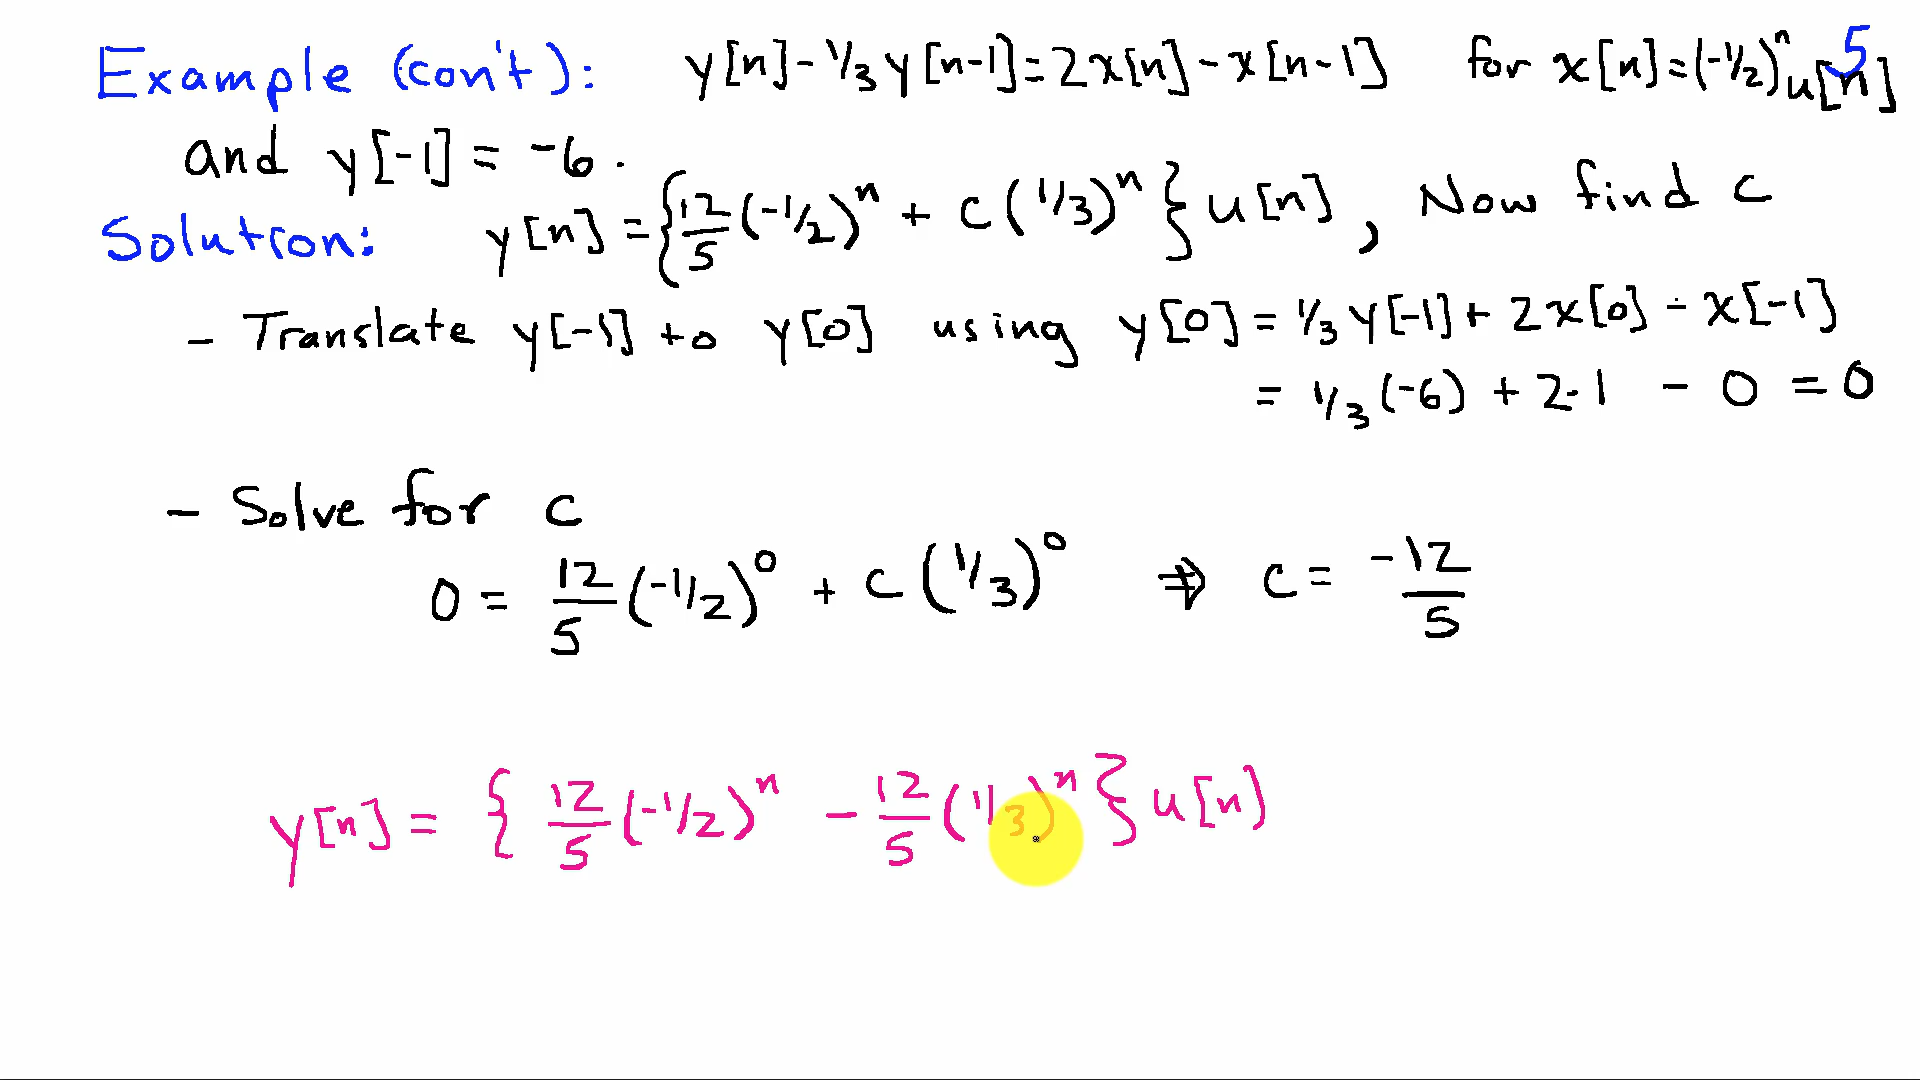 5
Example (con't): y[n] - 1/3 y[n-1] = 2x[n] - x[n-1] for x[n] = (-1/2)^n u[n]
and y[-1] = -6.
Solution: y[n] = {12/5 (-1/2)^n + c (1/3)^n} u[n], Now find c
- Translate y[-1] to y[0] using y[0] = 1/3 y[-1] + 2x[0] - x[-1]
= 1/3 (-6) + 2·1 - 0 = 0
- Solve for c
0 = 12/5 (-1/2)^0 + c (1/3)^0 ⇒ c = -12/5
y[n] = {12/5 (-1/2)^n - 12/5 (1/3)^n} u[n]